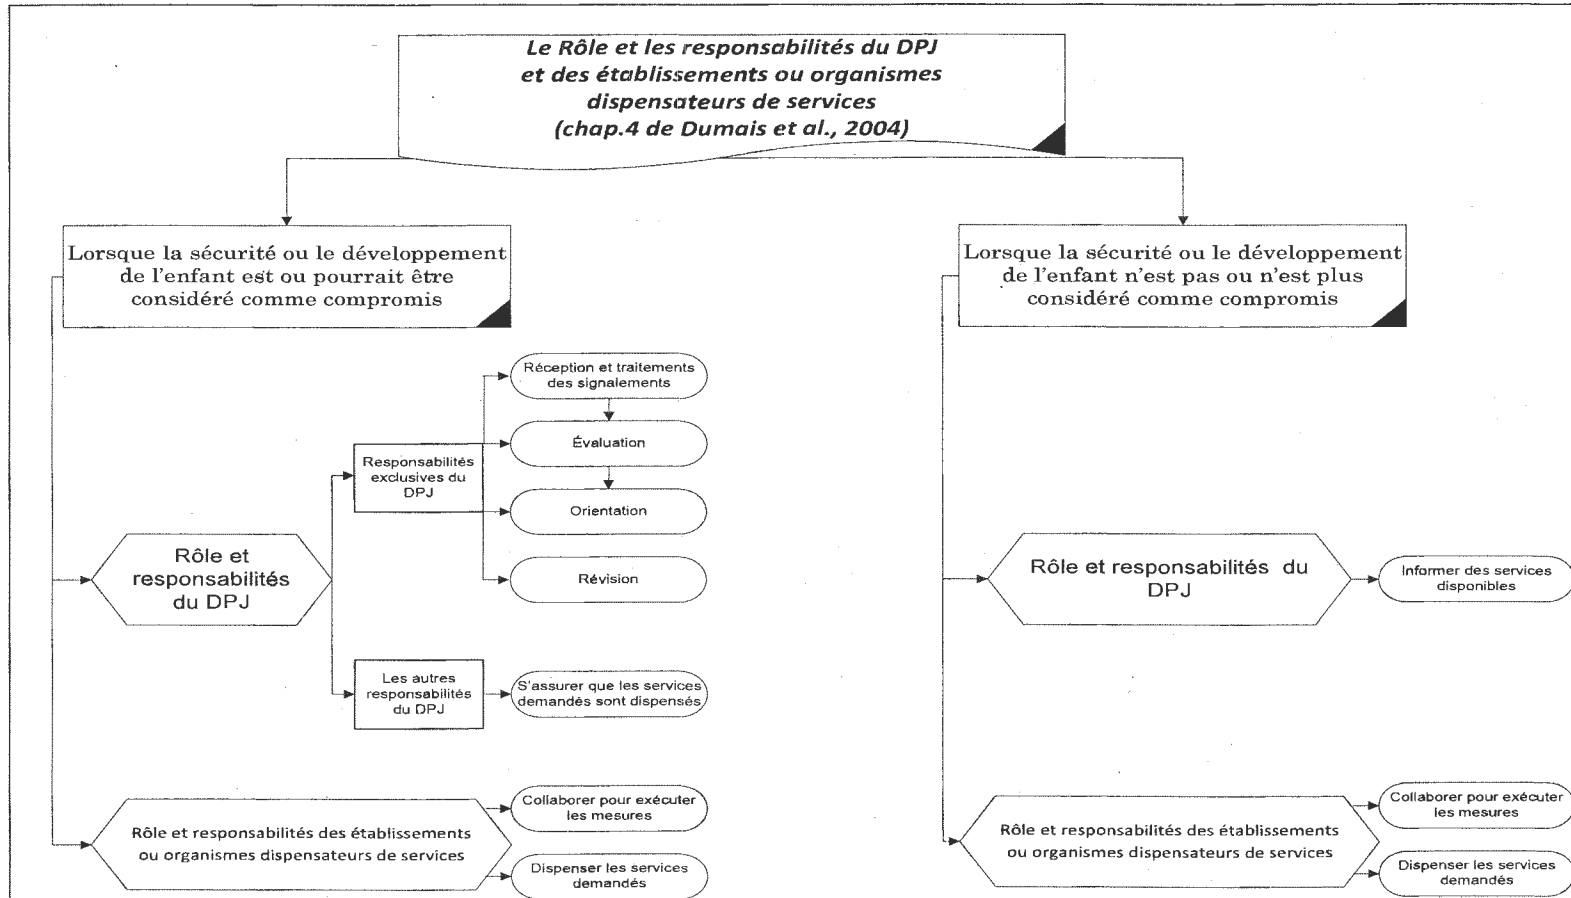 Le Rôle et les responsabilités du DPJ
et des établissements ou organismes
dispensateurs de services
(chap.4 de Dumais et al., 2004)
Lorsque la sécurité ou le développement
de l'enfant est ou pourrait être
considéré comme compromis
Réception et traitements
des signalements
Évaluation
Responsabilités
exclusives du
DPJ
Orientation
Révision
Rôle et
responsabilités
du DPJ
Les autres
responsabilités
du DPJ
S'assurer que les services
demandés sont dispensés
Rôle et responsabilités des établissements
ou organismes dispensateurs de services
Collaborer pour exécuter
les mesures
Dispenser les services
demandés
Lorsque la sécurité ou le développement
de l'enfant n'est pas ou n'est plus
considéré comme compromis
Rôle et responsabilités du
DPJ
Informer des services
disponibles
Rôle et responsabilités des établissements
ou organismes dispensateurs de services
Collaborer pour exécuter
les mesures
Dispenser les services
demandés